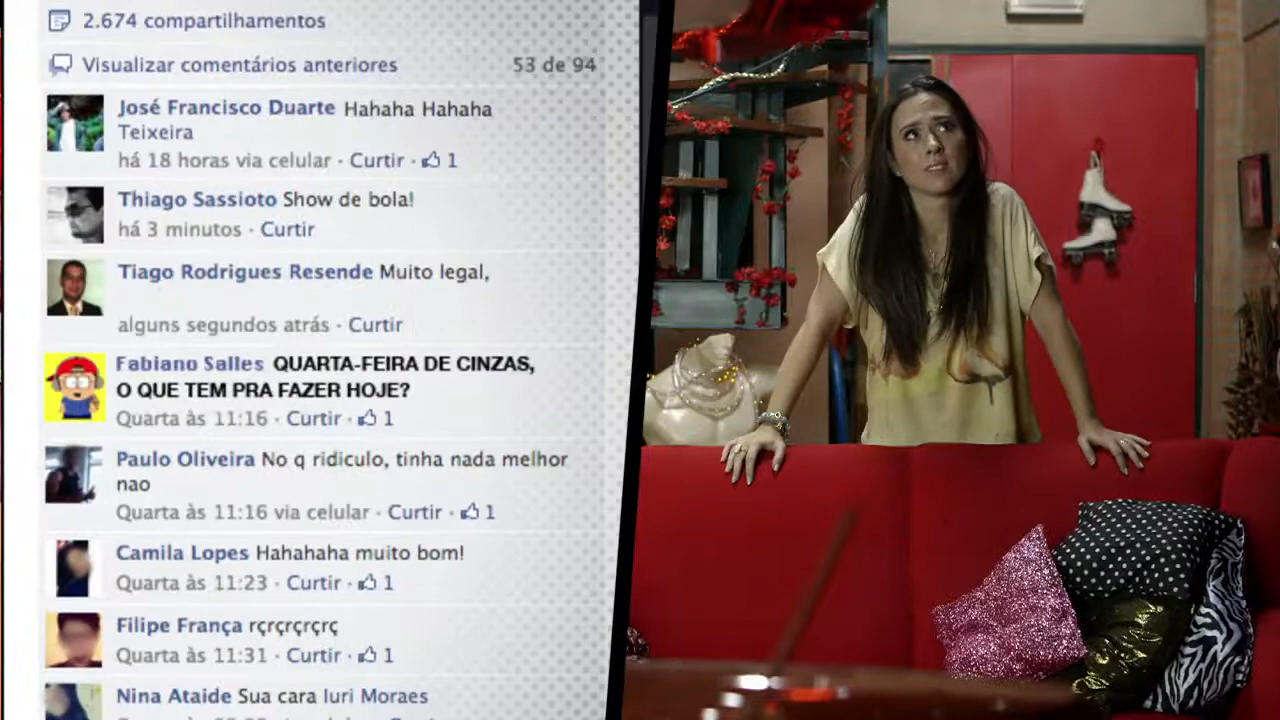 2.674 compartilhamentos
Visualizar comentários anteriores 53 de 94
José Francisco Duarte Hahaha Hahaha
Teixeira
há 18 horas via celular · Curtir · 1
Thiago Sassioto Show de bola!
há 3 minutos · Curtir
Tiago Rodrigues Resende Muito legal,
alguns segundos atrás · Curtir
Fabiano Salles QUARTA-FEIRA DE CINZAS,
O QUE TEM PRA FAZER HOJE?
Quarta às 11:16 · Curtir · 1
Paulo Oliveira No q ridiculo, tinha nada melhor
nao
Quarta às 11:16 via celular · Curtir · 1
Camila Lopes Hahahaha muito bom!
Quarta às 11:23 · Curtir · 1
Filipe França rçrçrçrçrç
Quarta às 11:31 · Curtir · 1
Nina Ataide Sua cara Iuri Moraes